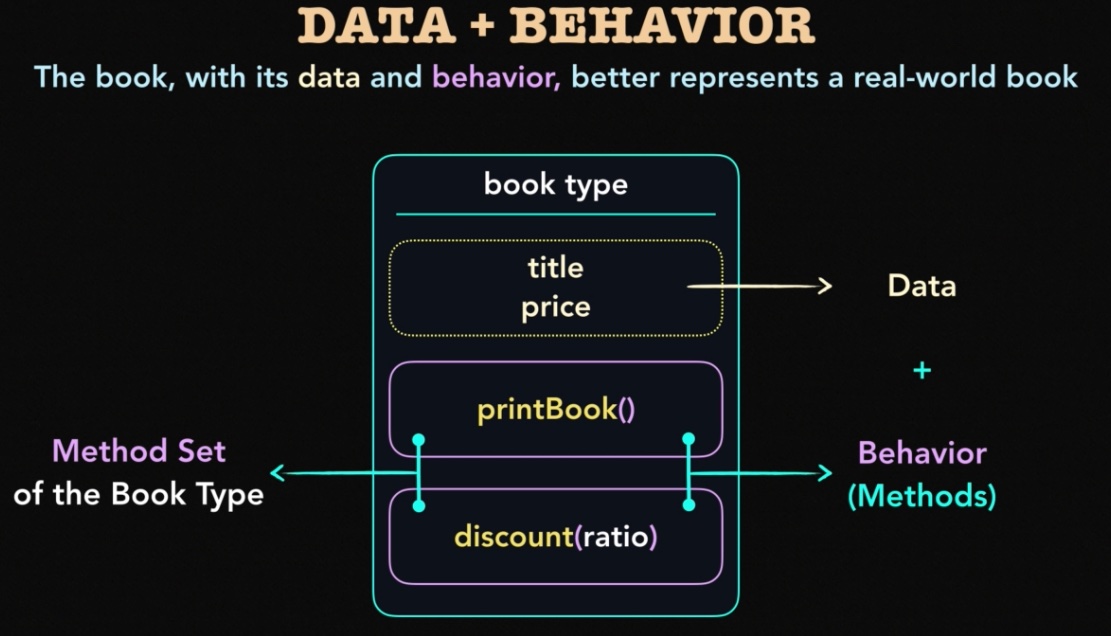 DATA + BEHAVIOR
The book, with its data and behavior, better represents a real-world book
book type
title
price
Data
+
printBook()
Method Set
of the Book Type
Behavior
(Methods)
discount(ratio)